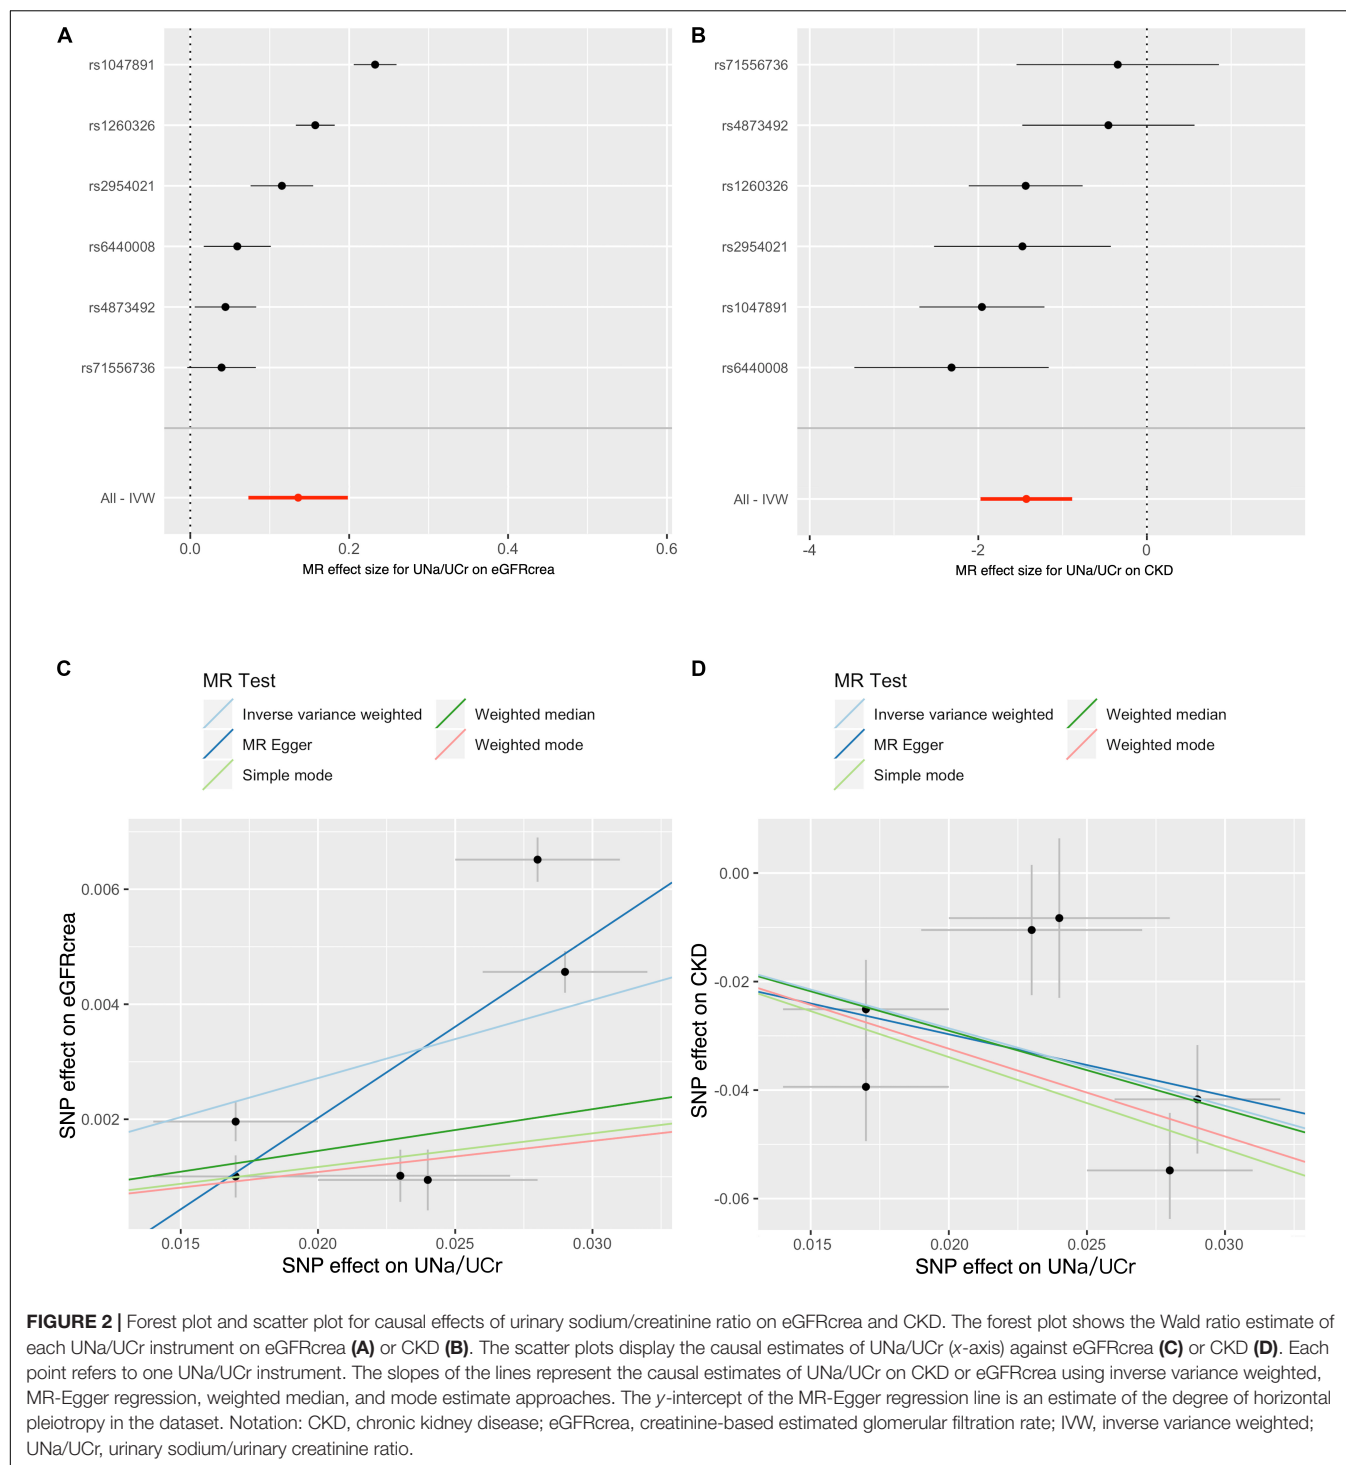 A
rs1047891
rs1260326
rs2954021
rs6440008
rs4873492
rs71556736
All - IVW
0.0
0.2
0.4
0.6
MR effect size for UNa/UCr on eGFRcrea
B
rs71556736
rs4873492
rs1260326
rs2954021
rs1047891
rs6440008
All - IVW
-4
-2
0
MR effect size for UNa/UCr on CKD
C
MR Test
Inverse variance weighted
MR Egger
Simple mode
Weighted median
Weighted mode
SNP effect on eGFRcrea
0.006
0.004
0.002
0.015
0.020
0.025
0.030
SNP effect on UNa/UCr
D
MR Test
Inverse variance weighted
MR Egger
Simple mode
Weighted median
Weighted mode
SNP effect on CKD
0.00
-0.02
-0.04
-0.06
0.015
0.020
0.025
0.030
SNP effect on UNa/UCr
FIGURE 2 | Forest plot and scatter plot for causal effects of urinary sodium/creatinine ratio on eGFRcrea and CKD. The forest plot shows the Wald ratio estimate of
each UNa/UCr instrument on eGFRcrea (A) or CKD (B). The scatter plots display the causal estimates of UNa/UCr (x-axis) against eGFRcrea (C) or CKD (D). Each
point refers to one UNa/UCr instrument. The slopes of the lines represent the causal estimates of UNa/UCr on CKD or eGFRcrea using inverse variance weighted,
MR-Egger regression, weighted median, and mode estimate approaches. The y-intercept of the MR-Egger regression line is an estimate of the degree of horizontal
pleiotropy in the dataset. Notation: CKD, chronic kidney disease; eGFRcrea, creatinine-based estimated glomerular filtration rate; IVW, inverse variance weighted;
UNa/UCr, urinary sodium/urinary creatinine ratio.